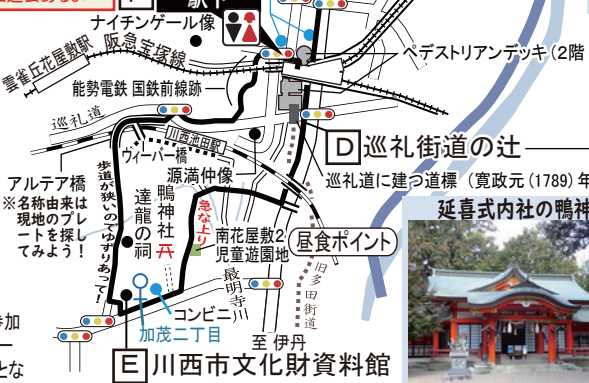 駅下
ナイチンゲール像
雲雀丘花屋敷駅 阪急宝塚線
ペデストリアンデッキ(2階
能勢電鉄 国鉄前線跡
巡礼道
川西池田駅
D 巡礼街道の辻
ヴィーバー橋
源満仲像
巡礼道に建つ道標(寛政元(1789)年
アルテア橋
※名称由来は
現地のプレ
ートを探し
てみよう!
歩道が狭いのでゆずりあって!
達龍の祠
鴨神社
急な上り
南花屋敷2
児童遊園地
昼食ポイント
延喜式内社の鴨神
旧多田街道
最明寺川
コンビニ
加茂二丁目
至 伊丹
参加
とな
E 川西市文化財資料館